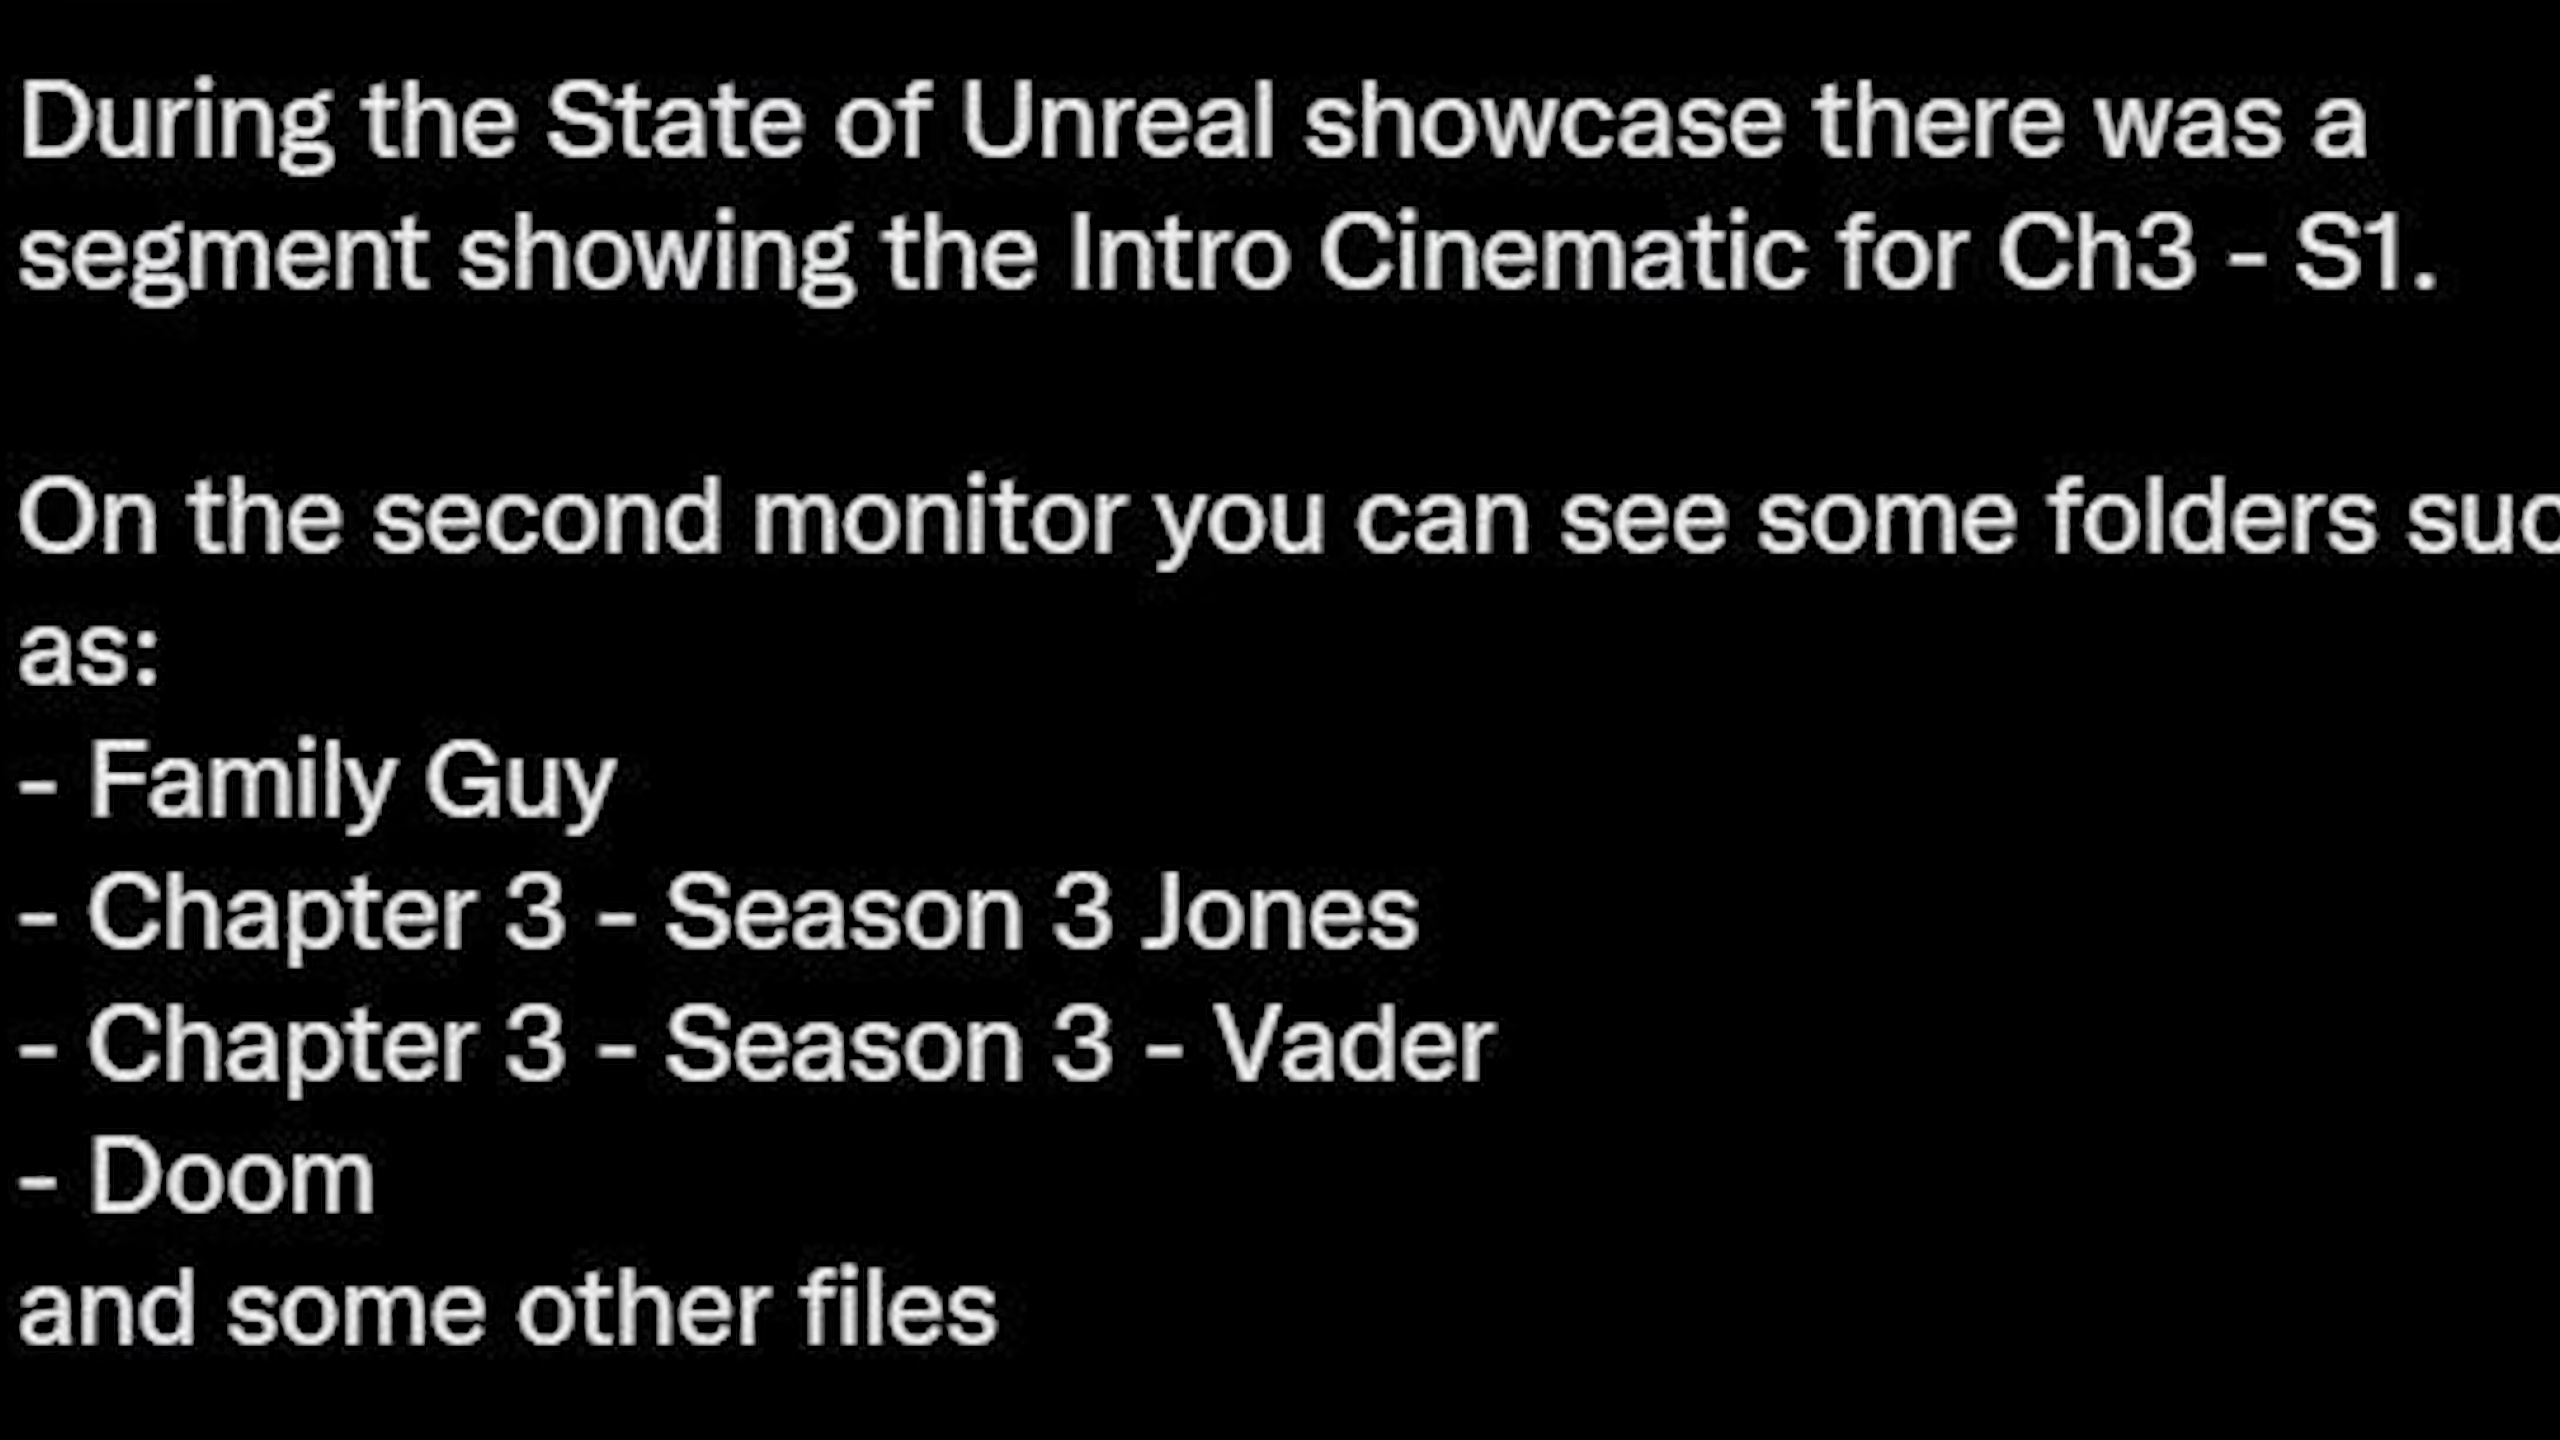 During the State of Unreal showcase there was a
segment showing the Intro Cinematic for Ch3 - S1.
On the second monitor you can see some folders suc
as:
- Family Guy
- Chapter 3 - Season 3 Jones
- Chapter 3 - Season 3 - Vader
- Doom
and some other files